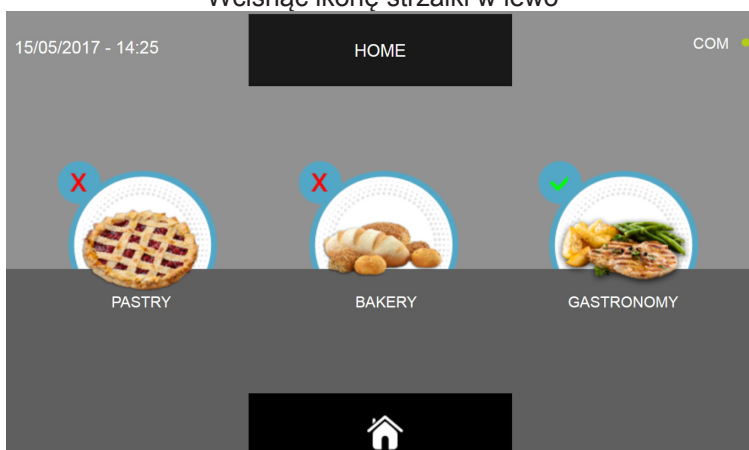 Wcisnąć ikonę strzałki w lewo
15/05/2017 - 14:25
HOME
COM
X
X
PASTRY
BAKERY
GASTRONOMY